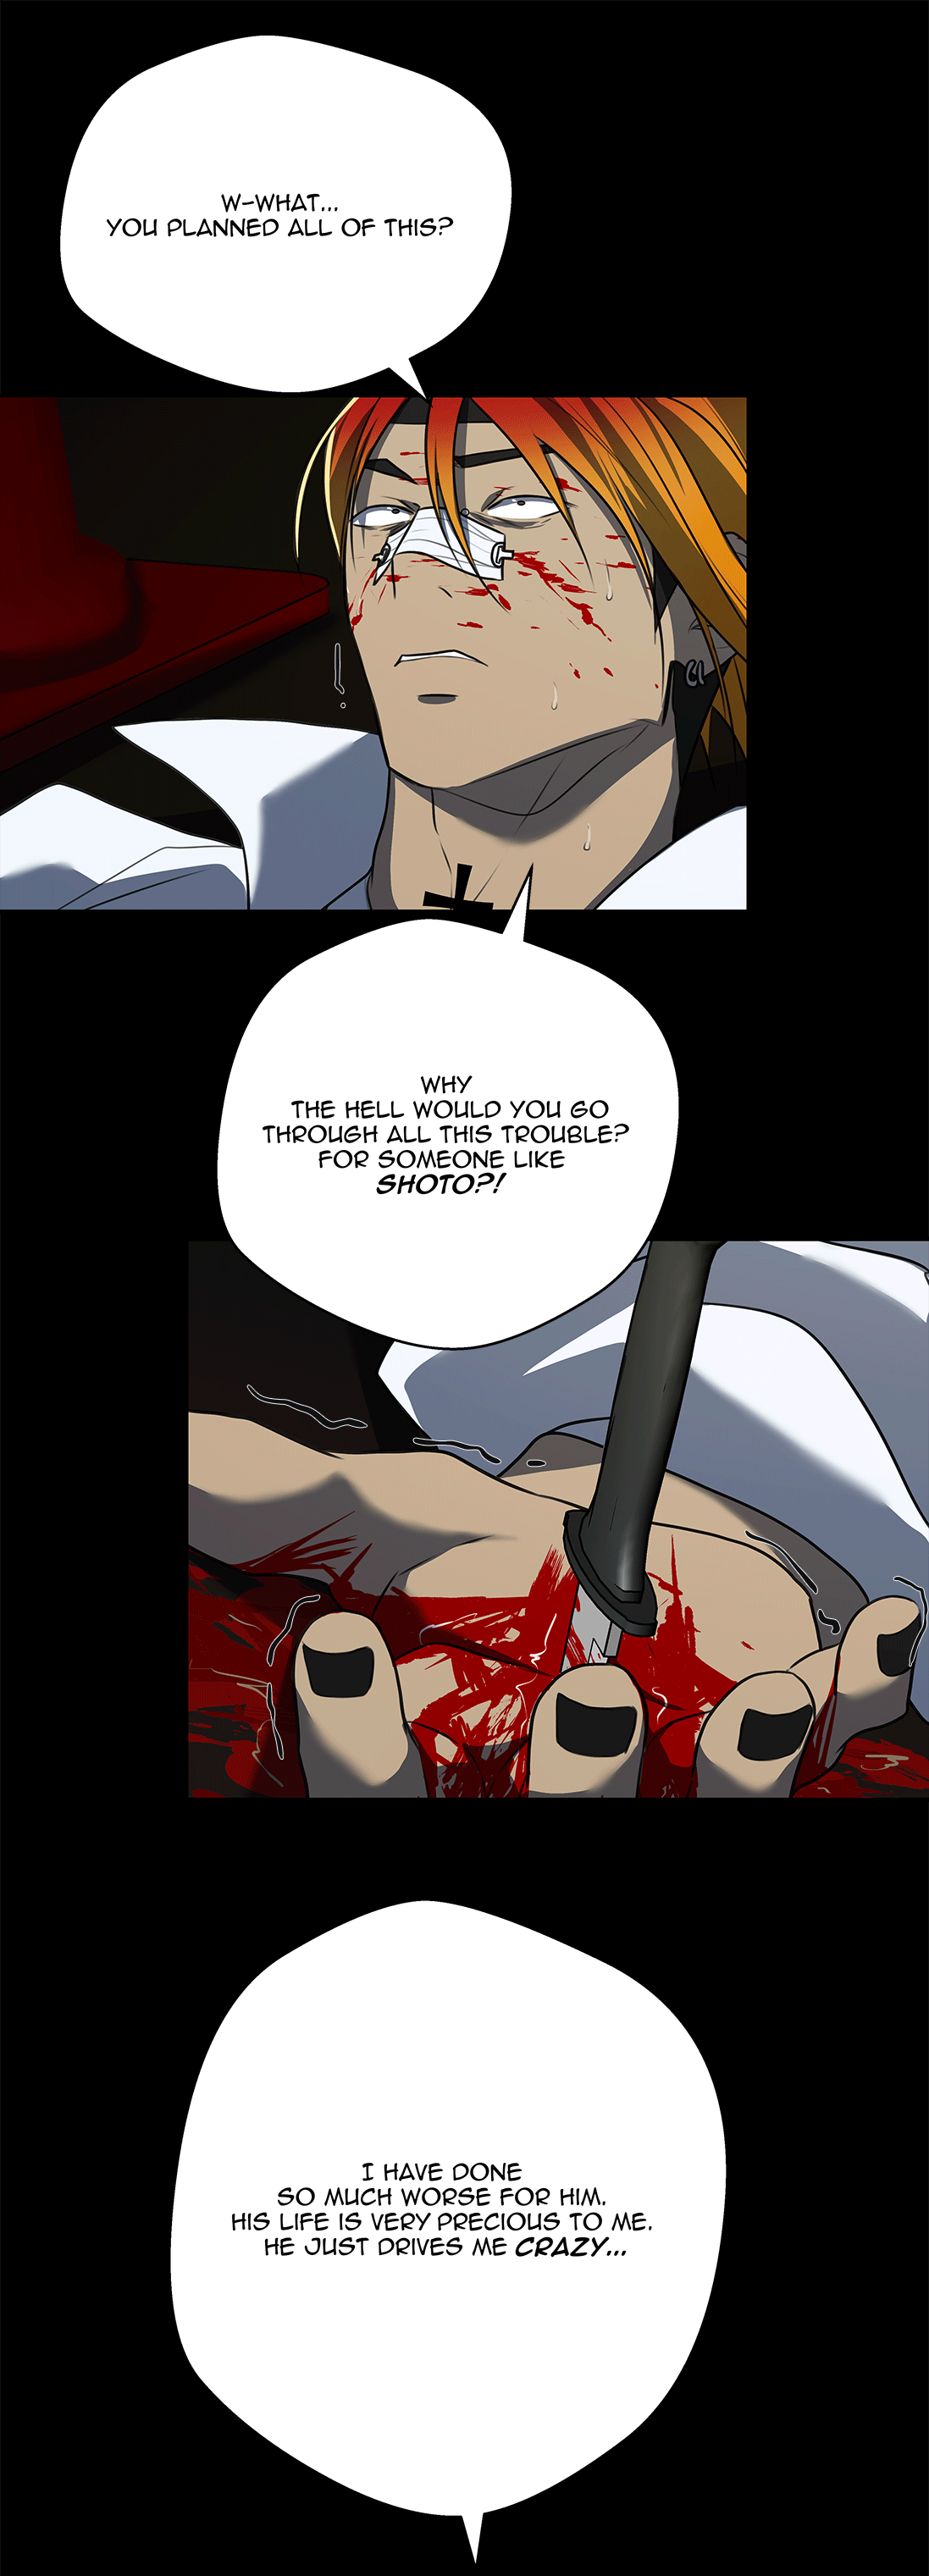 W-WHAT...
YOU PLANNED ALL OF THIS?
WHY
THE HELL WOULD YOU GO
THROUGH ALL THIS TROUBLE?
FOR SOMEONE LIKE
SHOTO?!
I HAVE DONE
SO MUCH WORSE FOR HIM.
HIS LIFE IS VERY PRECIOUS TO ME.
HE JUST DRIVES ME CRAZY...